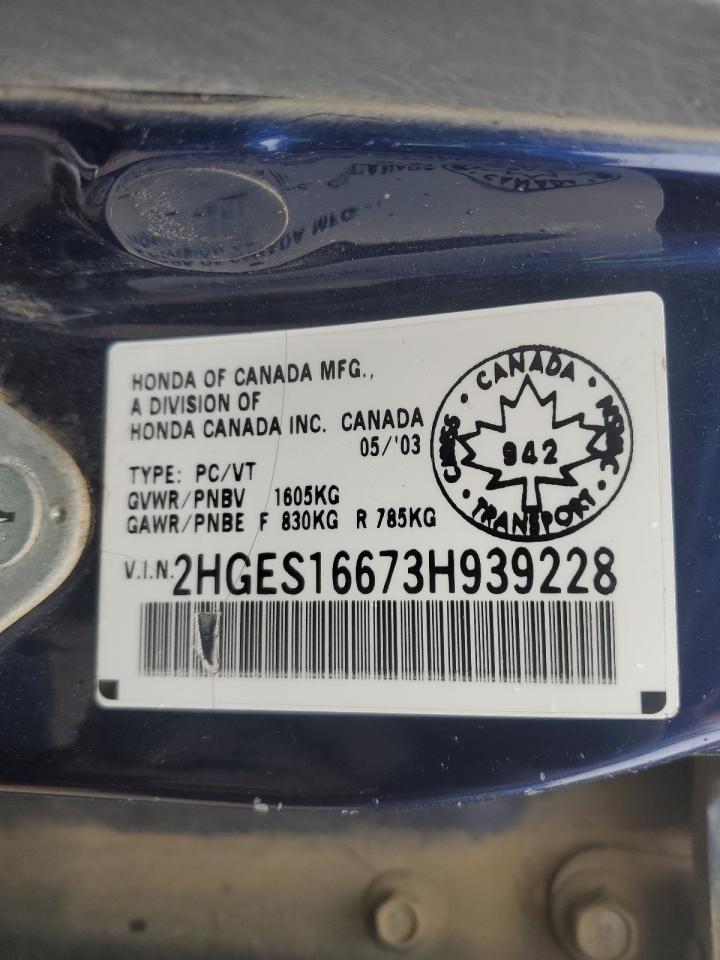 HONDA OF CANADA MFG.,
A DIVISION OF
HONDA CANADA INC. CANADA
05/'03
TYPE: PC/VT
GVWR/PNBV 1605KG
GAWR/PNBE F 830KG R 785KG
V.I.N. 2HGES16673H939228
CANADA
942
TRANSPORT